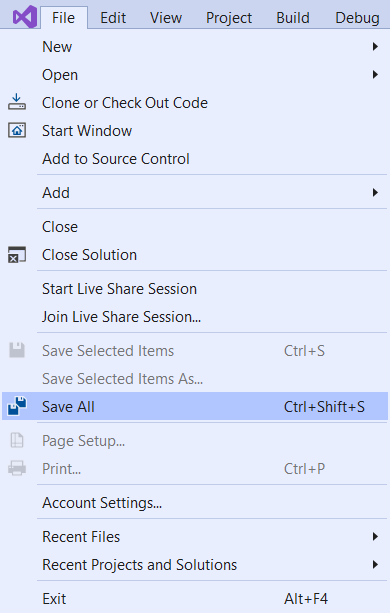 File Edit View Project Build Debug
New
Open
Clone or Check Out Code
Start Window
Add to Source Control
Add
Close
Close Solution
Start Live Share Session
Join Live Share Session...
Save Selected Items Ctrl+S
Save Selected Items As...
Save All Ctrl+Shift+S
Page Setup...
Print... Ctrl+P
Account Settings...
Recent Files
Recent Projects and Solutions
Exit Alt+F4